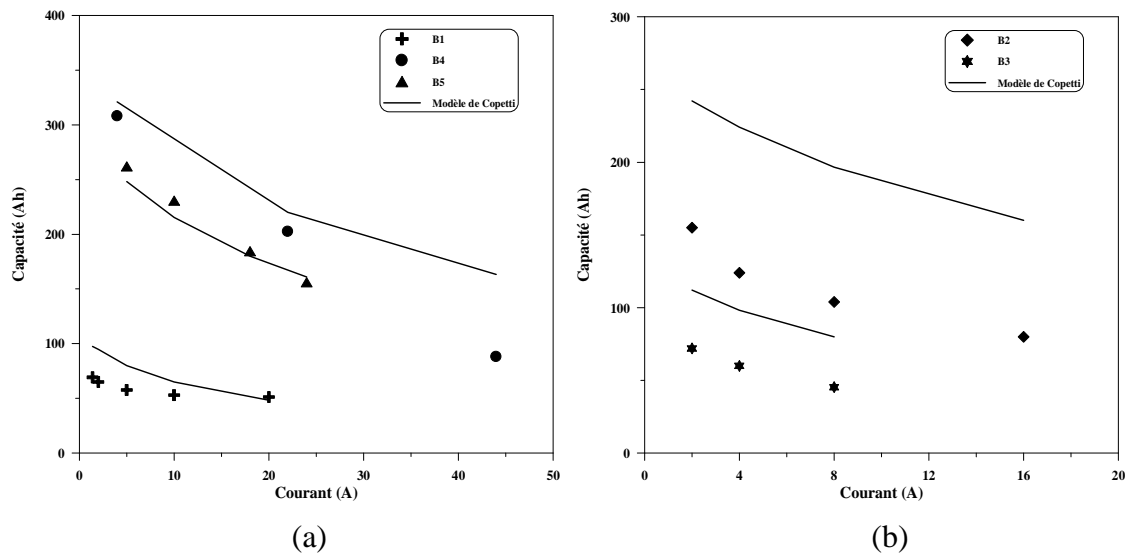 400
300
200
100
0
Capacité (Ah)
B1
B4
B5
Modèle de Copetti
0 10 20 30 40 50
Courant (A)
(a)
300
200
100
0
Capacité (Ah)
B2
B3
Modèle de Copetti
0 4 8 12 16 20
Courant (A)
(b)